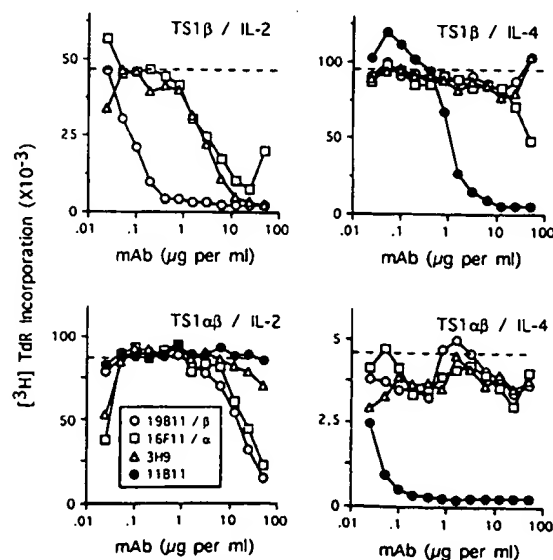 TS1β / IL-2
50
25
0
.01 .1 1 10 100
mAb (µg per ml)
TS1β / IL-4
100
50
0
.01 .1 1 10 100
mAb (µg per ml)
[³H] TdR Incorporation (X10⁻³)
TS1αβ / IL-2
100
50
0
19B11 / β
16F11 / α
3H9
11B11
.01 .1 1 10 100
mAb (µg per ml)
TS1αβ / IL-4
5
2.5
0
.01 .1 1 10 100
mAb (µg per ml)